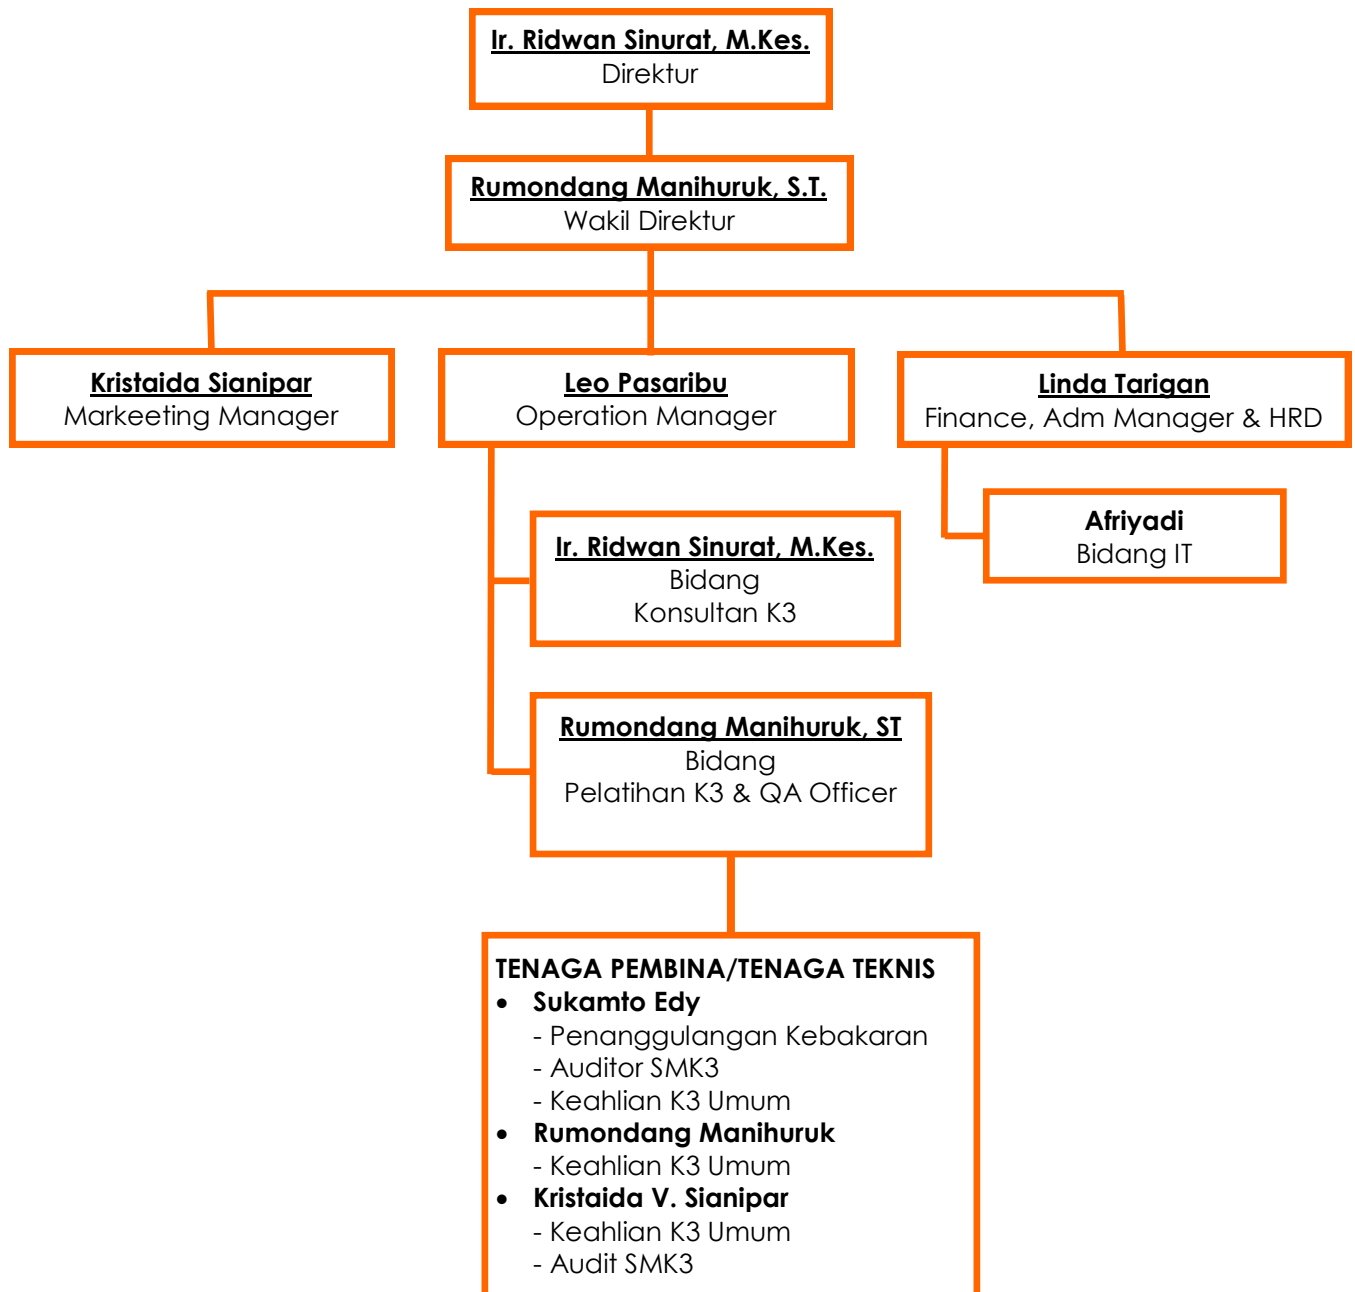 Ir. Ridwan Sinurat, M.Kes.
Direktur
Rumondang Manihuruk, S.T.
Wakil Direktur
Kristaida Sianipar
Markeeting Manager
Leo Pasaribu
Operation Manager
Linda Tarigan
Finance, Adm Manager & HRD
Afriyadi
Bidang IT
Ir. Ridwan Sinurat, M.Kes.
Bidang
Konsultan K3
Rumondang Manihuruk, ST
Bidang
Pelatihan K3 & QA Officer
TENAGA PEMBINA/TENAGA TEKNIS
• Sukamto Edy
- Penanggulangan Kebakaran
- Auditor SMK3
- Keahlian K3 Umum
• Rumondang Manihuruk
- Keahlian K3 Umum
• Kristaida V. Sianipar
- Keahlian K3 Umum
- Audit SMK3